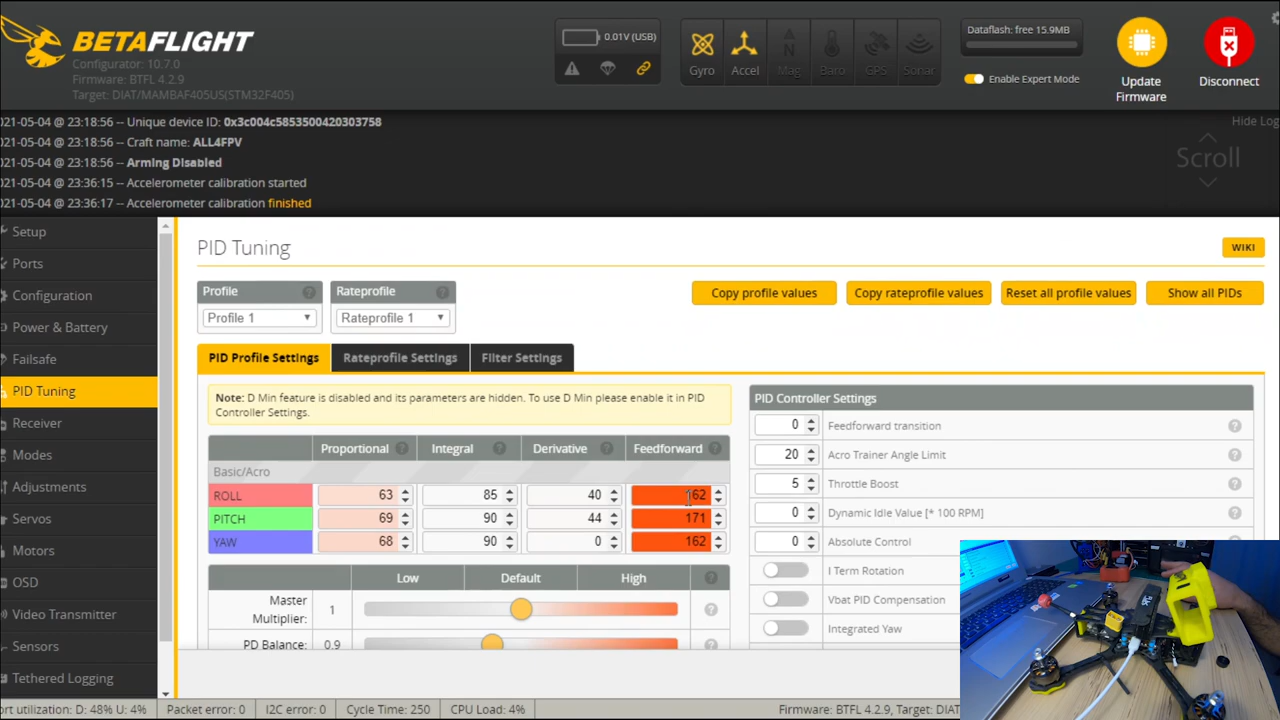 BETAFLIGHT
Configurator: 10.7.0
Firmware: BTFL 4.2.9
Target: DIAT/MAMBAF405US(STM32F405)
0.01V (USB)
Gyro
Accel
Mag
Baro
GPS
Sonar
Dataflash: free 15.9MB
Enable Expert Mode
Update
Firmware
Disconnect
021-05-04 @ 23:18:56 -- Unique device ID: 0x3c004c5853500420303758
021-05-04 @ 23:18:56 -- Craft name: ALL4FPV
021-05-04 @ 23:18:56 -- Arming Disabled
021-05-04 @ 23:36:15 -- Accelerometer calibration started
021-05-04 @ 23:36:17 -- Accelerometer calibration finished
Hide Log
Scroll
Setup
Ports
Configuration
Power & Battery
Failsafe
PID Tuning
Receiver
Modes
Adjustments
Servos
Motors
OSD
Video Transmitter
Sensors
Tethered Logging
PID Tuning
WIKI
Profile
Profile 1
Rateprofile
Rateprofile 1
Copy profile values
Copy rateprofile values
Reset all profile values
Show all PIDs
PID Profile Settings
Rateprofile Settings
Filter Settings
Note: D Min feature is disabled and its parameters are hidden. To use D Min please enable it in PID
Controller Settings.
Proportional Integral Derivative Feedforward
Basic/Acro
ROLL 63 85 40 162
PITCH 69 90 44 171
YAW 68 90 0 162
Low Default High
Master
Multiplier: 1
PD Balance: 0.9
PID Controller Settings
0 Feedforward transition
20 Acro Trainer Angle Limit
5 Throttle Boost
0 Dynamic Idle Value [* 100 RPM]
0 Absolute Control
I Term Rotation
Vbat PID Compensation
Integrated Yaw
ort utilization: D: 48% U: 4%
Packet error: 0
I2C error: 0
Cycle Time: 250
CPU Load: 4%
Firmware: BTFL 4.2.9, Target: DIAT